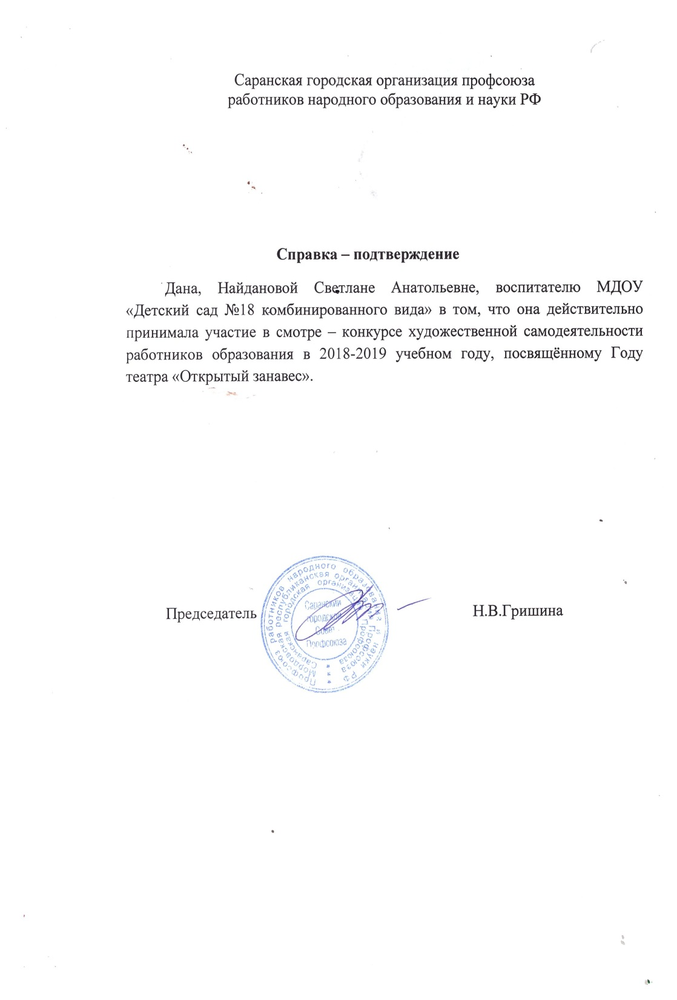 Саранская городская организация профсоюза
работников народного образования и науки РФ
Справка – подтверждение
Дана, Найдановой Светлане Анатольевне, воспитателю МДОУ
«Детский сад №18 комбинированного вида» в том, что она действительно
принимала участие в смотре – конкурсе художественной самодеятельности
работников образования в 2018-2019 учебном году, посвящённому Году
театра «Открытый занавес».
Председатель
Н.В.Гришина
Профсоюз работников народного образования и науки РФ
Мордовская республиканская организация Профсоюза
Саранская городская организация Профсоюза
Саранский
городской
Совет
Профсоюза